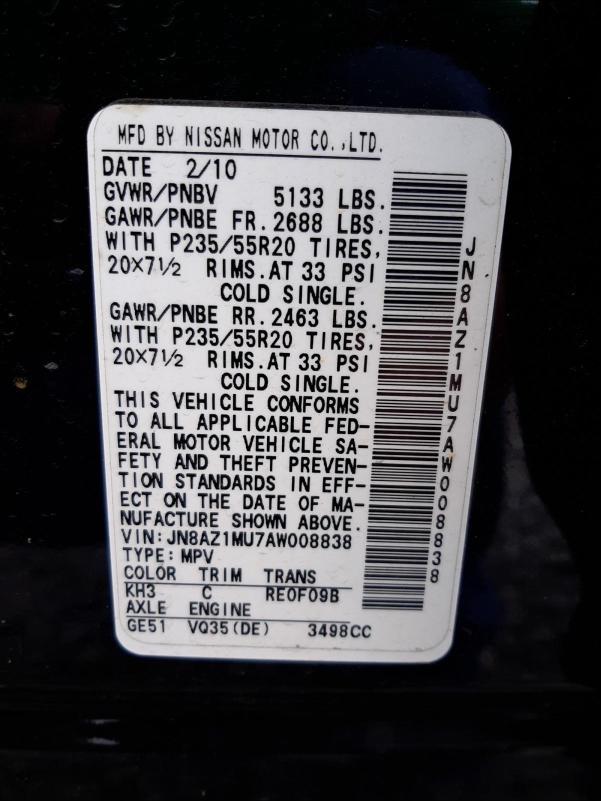 MFD BY NISSAN MOTOR CO.,LTD.
DATE 2/10
GVWR/PNBV 5133 LBS.
GAWR/PNBE FR. 2688 LBS.
WITH P235/55R20 TIRES,
20X7½ RIMS.AT 33 PSI
COLD SINGLE.
GAWR/PNBE RR. 2463 LBS.
WITH P235/55R20 TIRES,
20X7½ RIMS.AT 33 PSI
COLD SINGLE.
THIS VEHICLE CONFORMS
TO ALL APPLICABLE FED-
ERAL MOTOR VEHICLE SA-
FETY AND THEFT PREVEN-
TION STANDARDS IN EFF-
ECT ON THE DATE OF MA-
NUFACTURE SHOWN ABOVE.
VIN:JN8AZ1MU7AW008838
TYPE:MPV
COLOR TRIM TRANS
KH3 C RE0F09B
AXLE ENGINE
GE51 VQ35(DE) 3498CC
JN8AZ1MU7AW008838